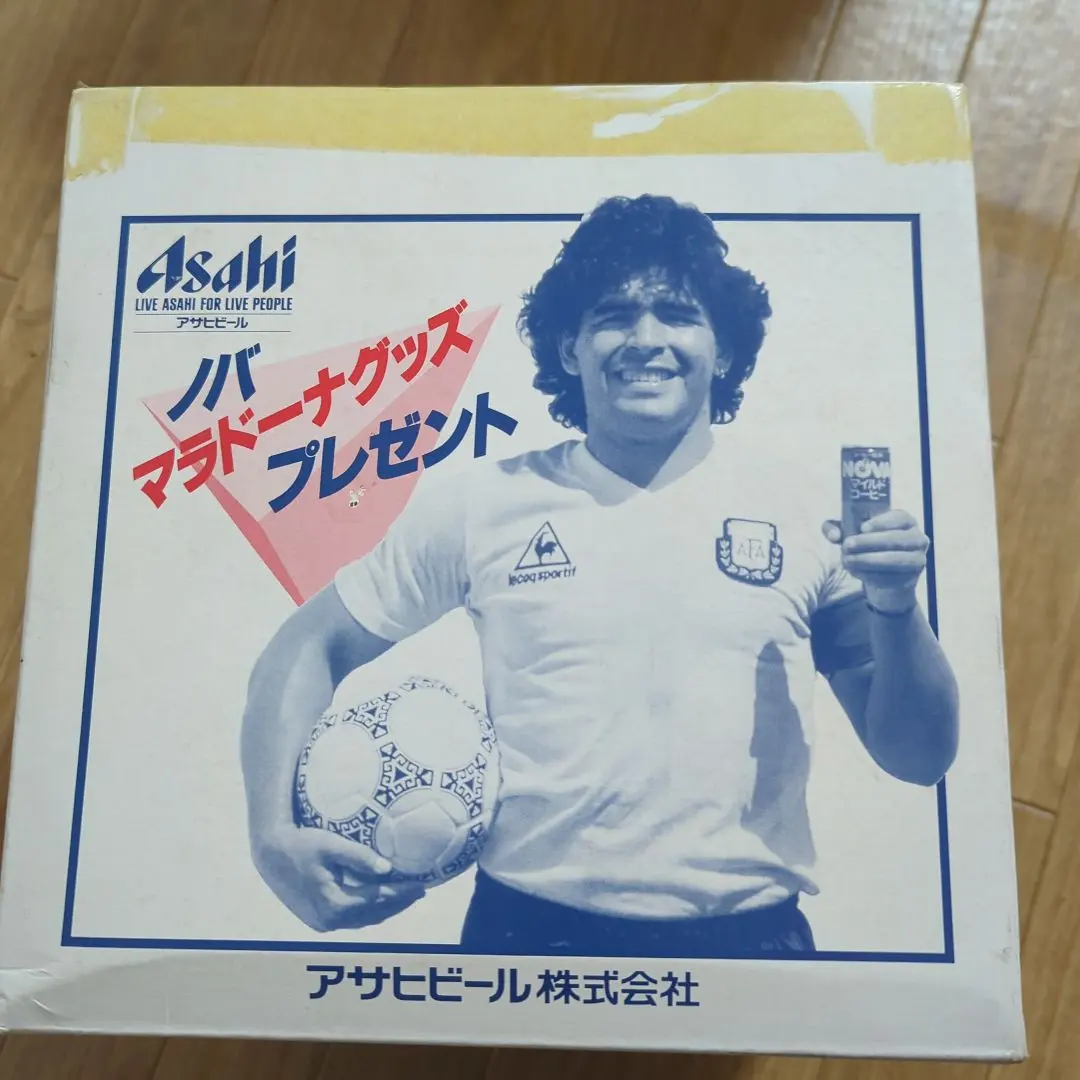 Asahi
LIVE ASAHI FOR LIVE PEOPLE
アサヒビール
ノバ
マラドーナグッズ
プレゼント
NOVA
マイルド
コーヒー
le coq sportif
AFA
アサヒビール株式会社